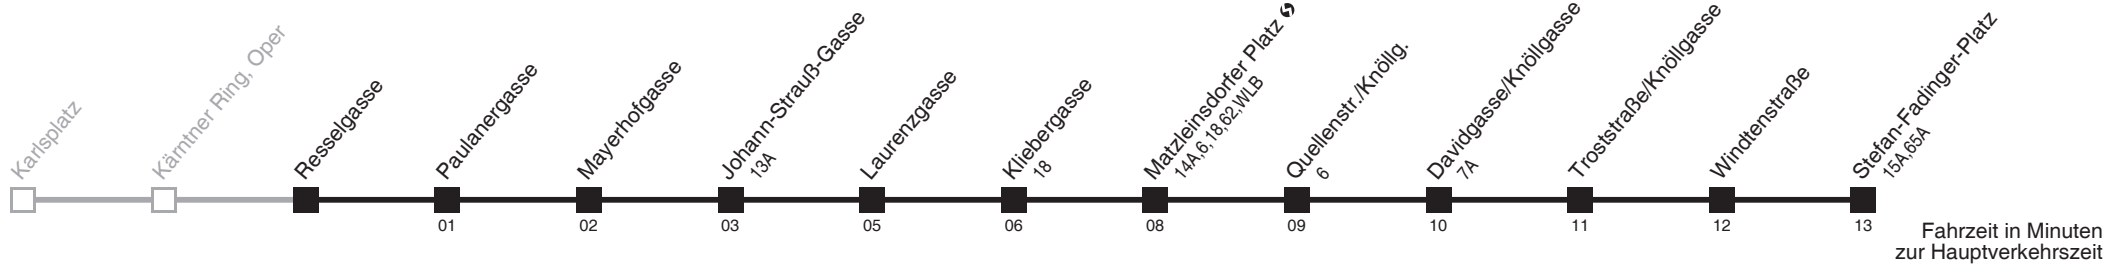 Karlsplatz
Kärntner Ring, Oper
Resselgasse
Paulanergasse
01
Mayerhofgasse
02
Johann-Strauß-Gasse
13A
03
Laurenzgasse
05
Kliebergasse
18
06
Matzleinsdorfer Platz
14A,6,18,62,WLB
08
Quellenstr./Knöllg.
6
09
Davidgasse/Knöllgasse
7A
10
Troststraße/Knöllgasse
11
Windtenstraße
12
Stefan-Fadinger-Platz
15A,65A
13
Fahrzeit in Minuten
zur Hauptverkehrszeit